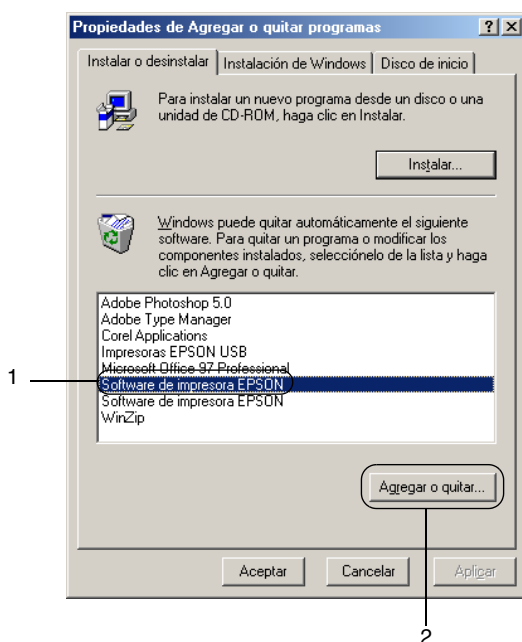 Propiedades de Agregar o quitar programas
Instalar o desinstalar
Instalación de Windows
Disco de inicio
Para instalar un nuevo programa desde un disco o una
unidad de CD-ROM, haga clic en Instalar.
Instalar...
Windows puede quitar automáticamente el siguiente
software. Para quitar un programa o modificar los
componentes instalados, selecciónelo de la lista y haga
clic en Agregar o quitar.
Adobe Photoshop 5.0
Adobe Type Manager
Corel Applications
Impresoras EPSON USB
Microsoft Office 97 Professional
1
Software de impresora EPSON
Software de impresora EPSON
WinZip
Agregar o quitar...
Aceptar
Cancelar
Aplicar
2